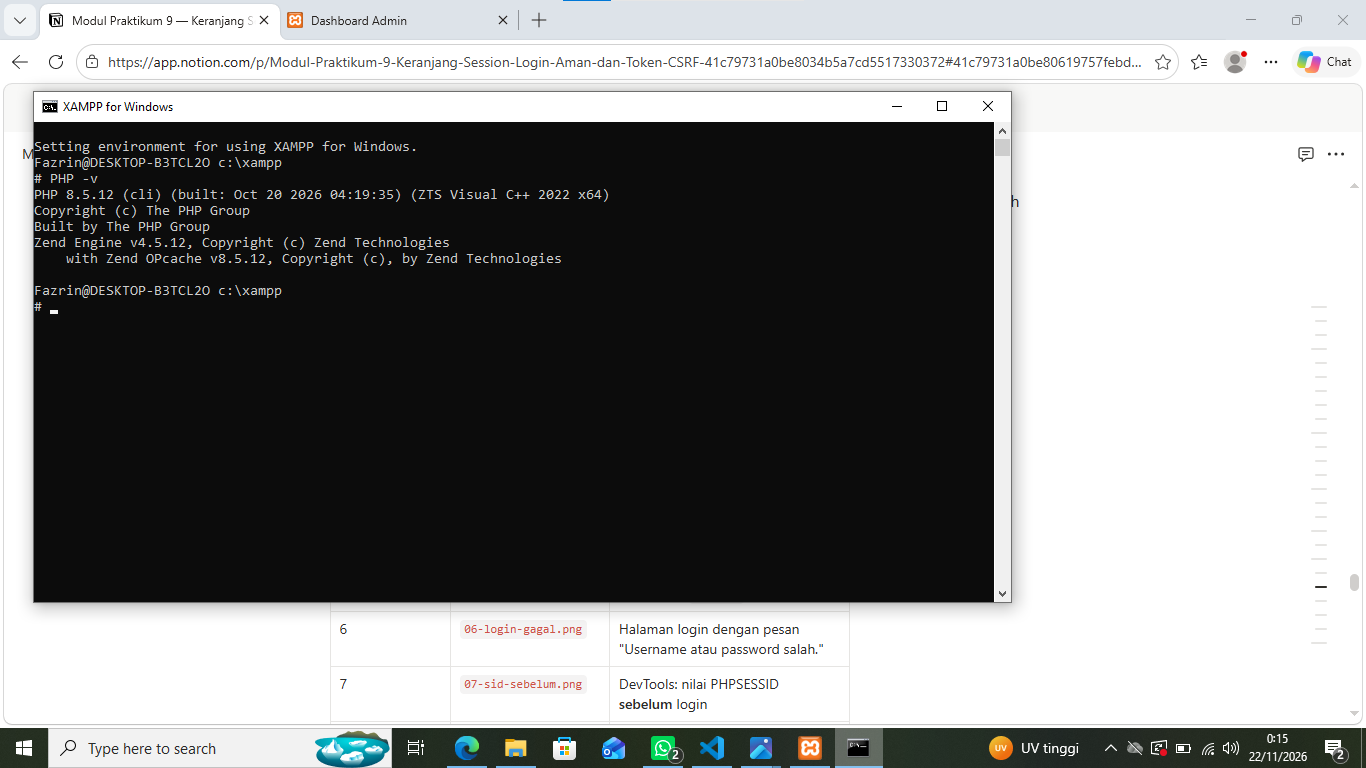 Modul Praktikum 9 — Keranjang S
Dashboard Admin
https://app.notion.com/p/Modul-Praktikum-9-Keranjang-Session-Login-Aman-dan-Token-CSRF-41c79731a0be8034b5a7cd5517330372#41c79731a0be80619757febd...
Chat
XAMPP for Windows
M
h
Setting environment for using XAMPP for Windows.
Fazrin@DESKTOP-B3TCL2O c:\xampp
# PHP -v
PHP 8.5.12 (cli) (built: Oct 20 2026 04:19:35) (ZTS Visual C++ 2022 x64)
Copyright (c) The PHP Group
Built by The PHP Group
Zend Engine v4.5.12, Copyright (c) Zend Technologies
    with Zend OPcache v8.5.12, Copyright (c), by Zend Technologies
Fazrin@DESKTOP-B3TCL2O c:\xampp
#
6
06-login-gagal.png
Halaman login dengan pesan
"Username atau password salah."
7
07-sid-sebelum.png
DevTools: nilai PHPSESSID
sebelum login
Type here to search
2
UV
UV tinggi
0:15
22/11/2026
2